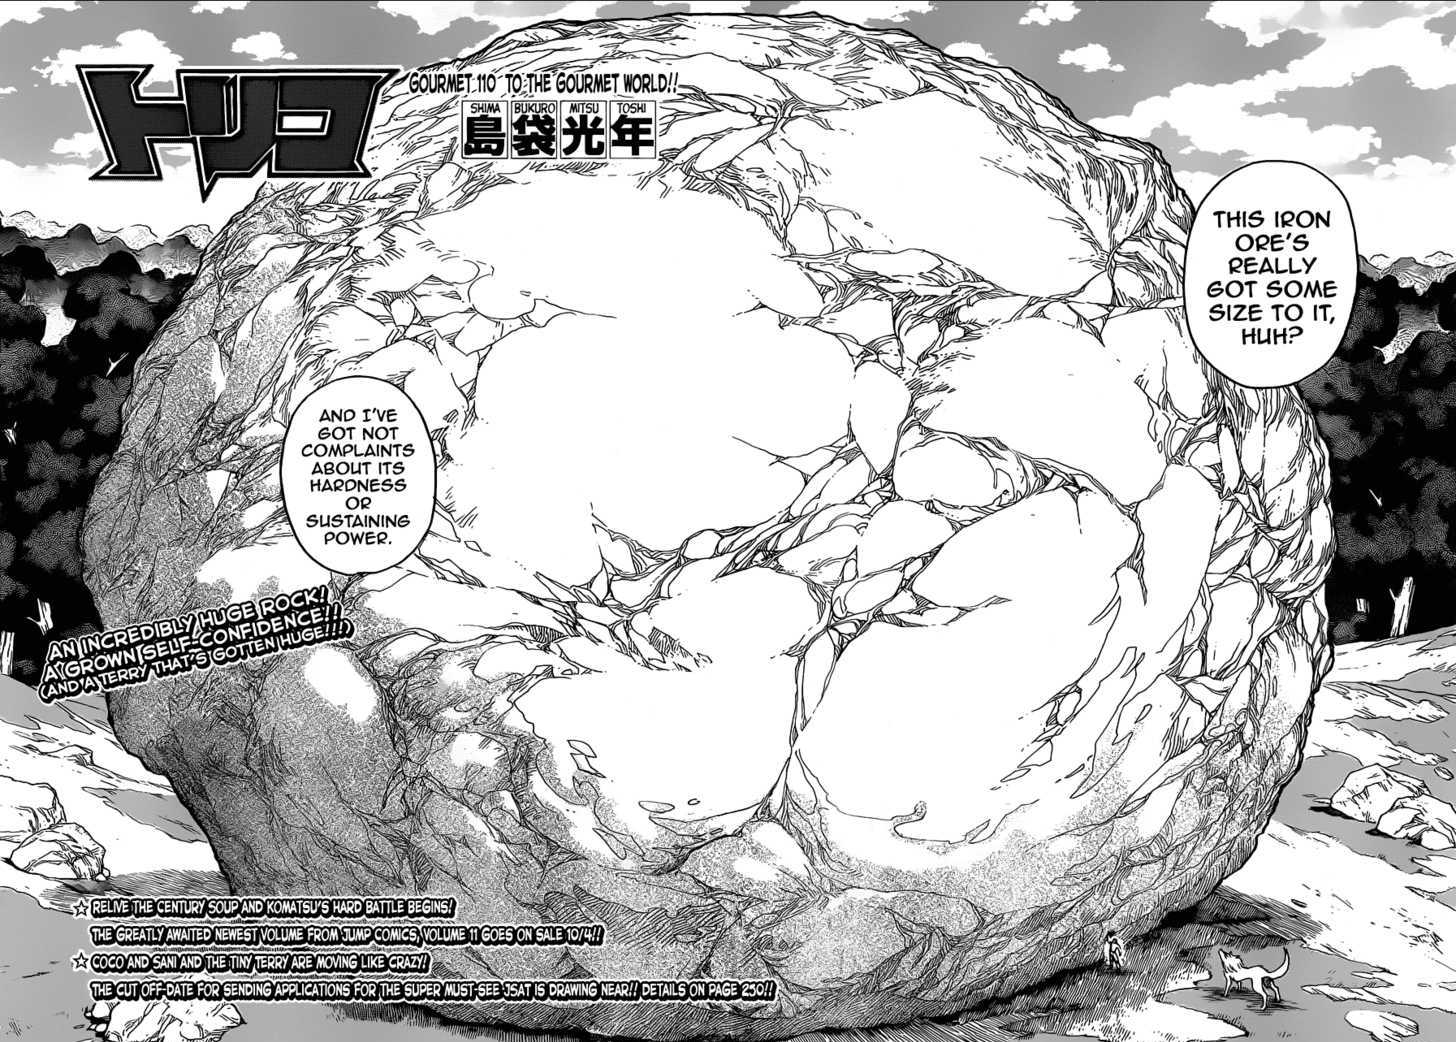 トリコ
GOURMET 110 TO THE GOURMET WORLD!!
SHIMA BUKURO MITSU TOSHI
島袋光年
THIS IRON
ORE'S
REALLY
GOT SOME
SIZE TO IT,
HUH?
AND I'VE
GOT NOT
COMPLAINTS
ABOUT ITS
HARDNESS
OR
SUSTAINING
POWER.
AN INCREDIBLY HUGE ROCK!
A GROWN SELF-CONFIDENCE!!
(AND A TERRY THAT'S GOTTEN HUGE!!!)
☆RELIVE THE CENTURY SOUP AND KOMATSU'S HARD BATTLE BEGINS!
THE GREATLY AWAITED NEWEST VOLUME FROM JUMP COMICS, VOLUME 11 GOES ON SALE 10/4!!
☆COCO AND SANI AND THE TINY TERRY ARE MOVING LIKE CRAZY!
THE CUT OFF-DATE FOR SENDING APPLICATIONS FOR THE SUPER MUST-SEE JSAT IS DRAWING NEAR!! DETAILS ON PAGE 250!!